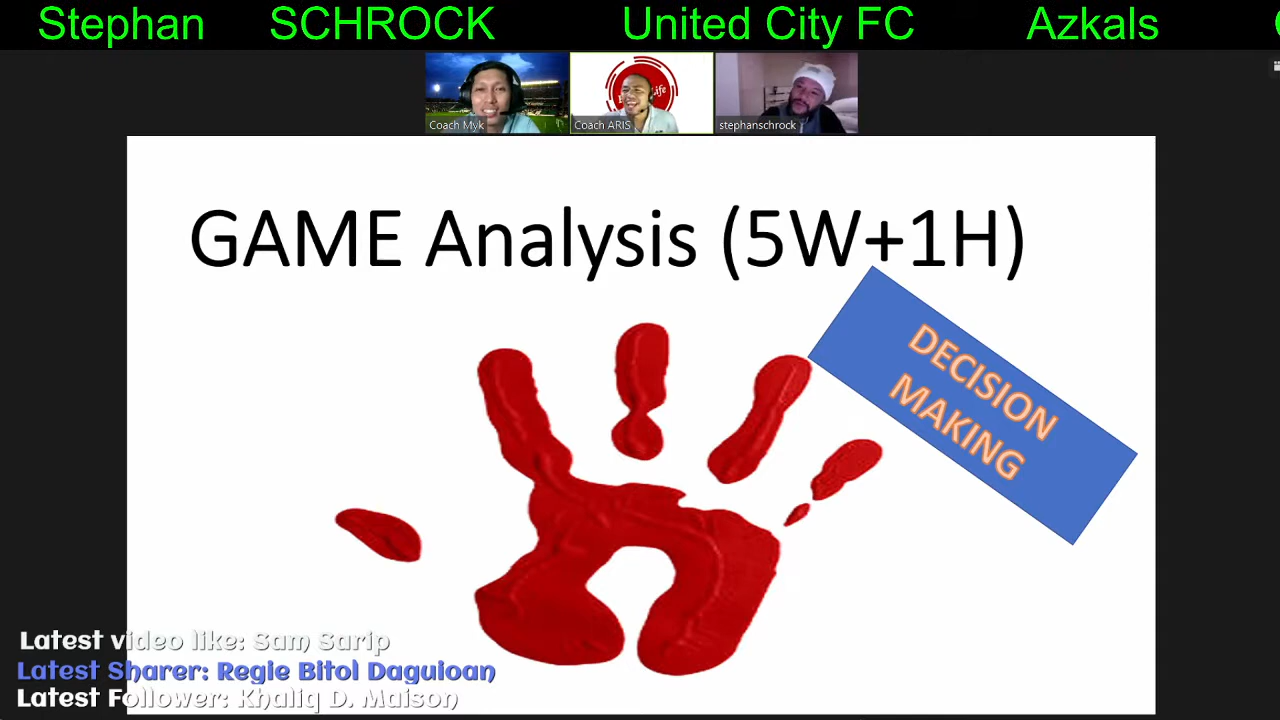 Stephan SCHROCK United City FC Azkals
Coach Myk
Coach ARIS
stephanschrock
GAME Analysis (5W+1H)
DECISION
MAKING
Latest video like: Sam Sarip
Latest Sharer: Regie Bitol Daguioan
Latest Follower: Khaliq D. Maison